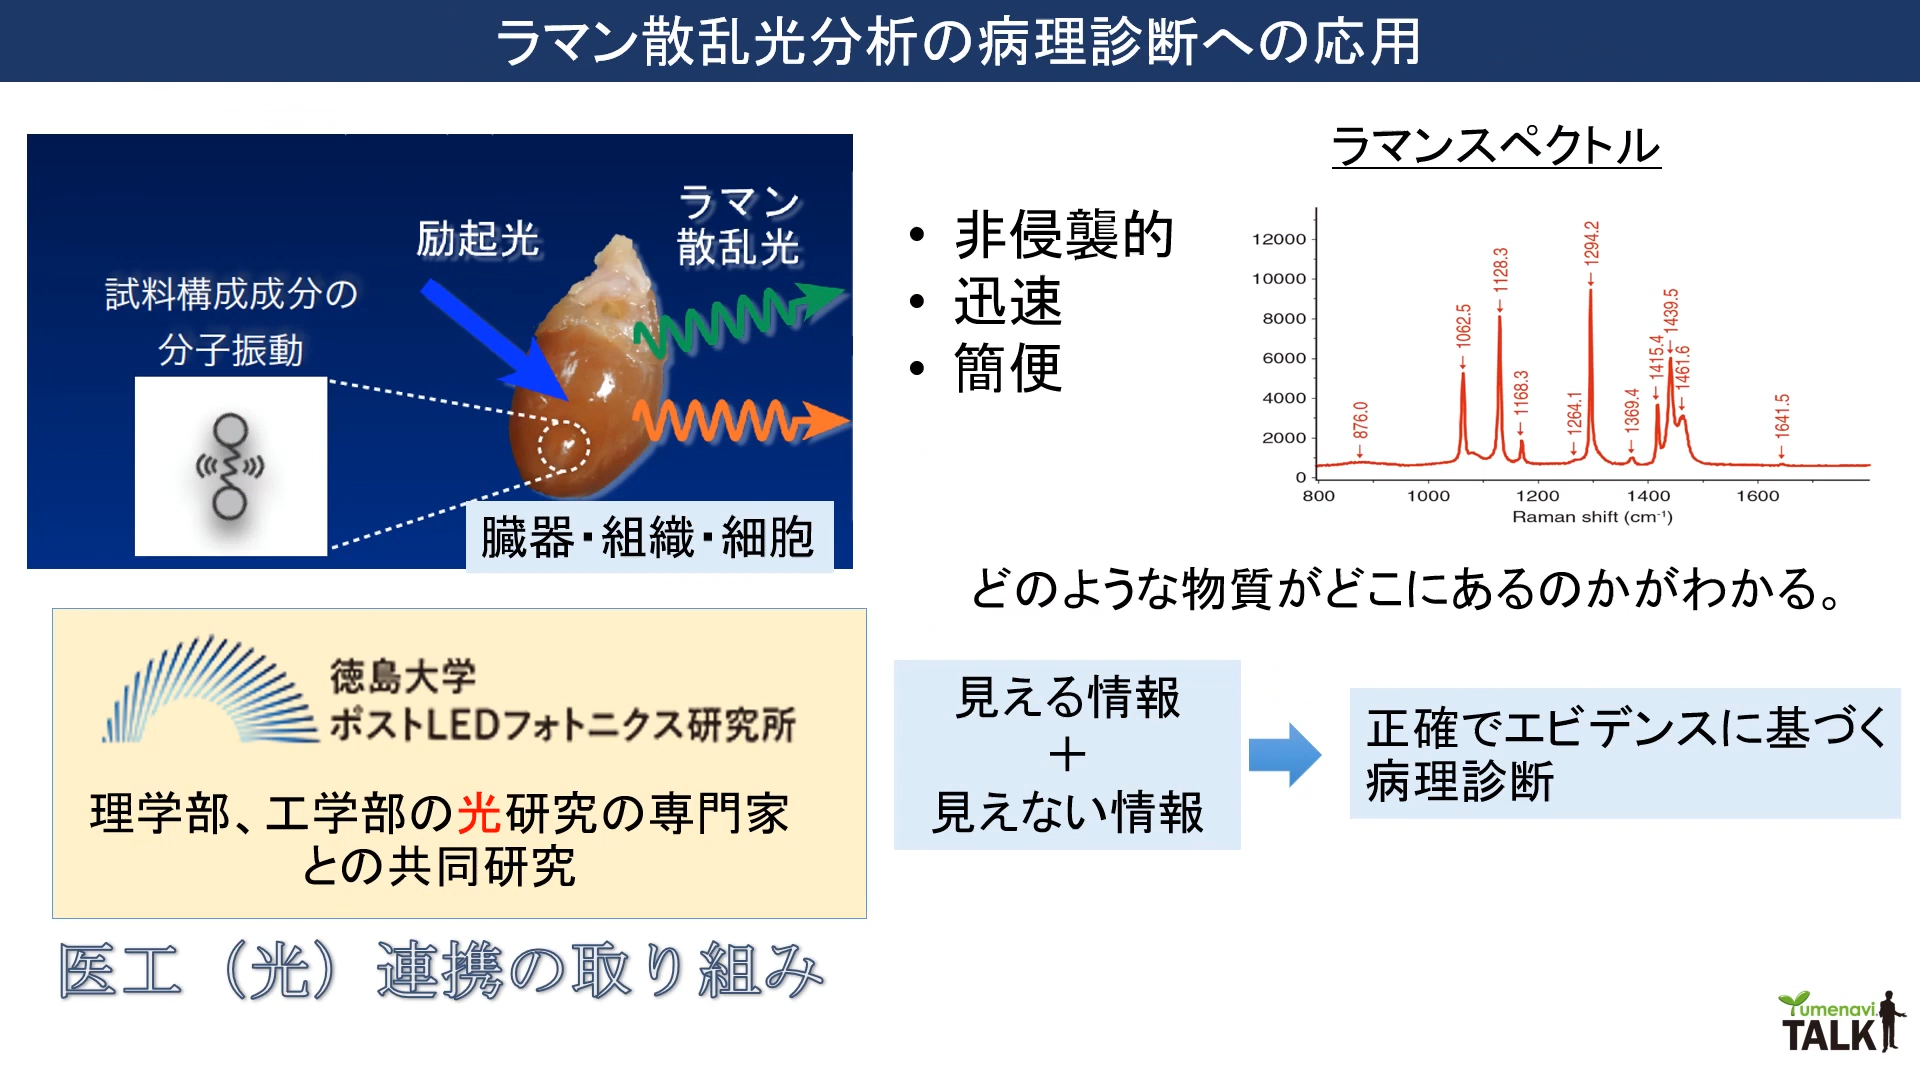 ラマン散乱光分析の病理診断への応用
励起光
ラマン
散乱光
試料構成成分の
分子振動
臓器・組織・細胞
• 非侵襲的
• 迅速
• 簡便
ラマンスペクトル
12000
10000
8000
6000
4000
2000
0
876.0
1062.5
1128.3
1168.3
1264.1
1294.2
1369.4
1415.4
1439.5
1461.6
1641.5
800 1000 1200 1400 1600
Raman shift (cm⁻¹)
どのような物質がどこにあるのかがわかる。
徳島大学
ポストLEDフォトニクス研究所
理学部、工学部の光研究の専門家
との共同研究
見える情報
＋
見えない情報
正確でエビデンスに基づく
病理診断
医工（光）連携の取り組み
Yumenavi
TALK